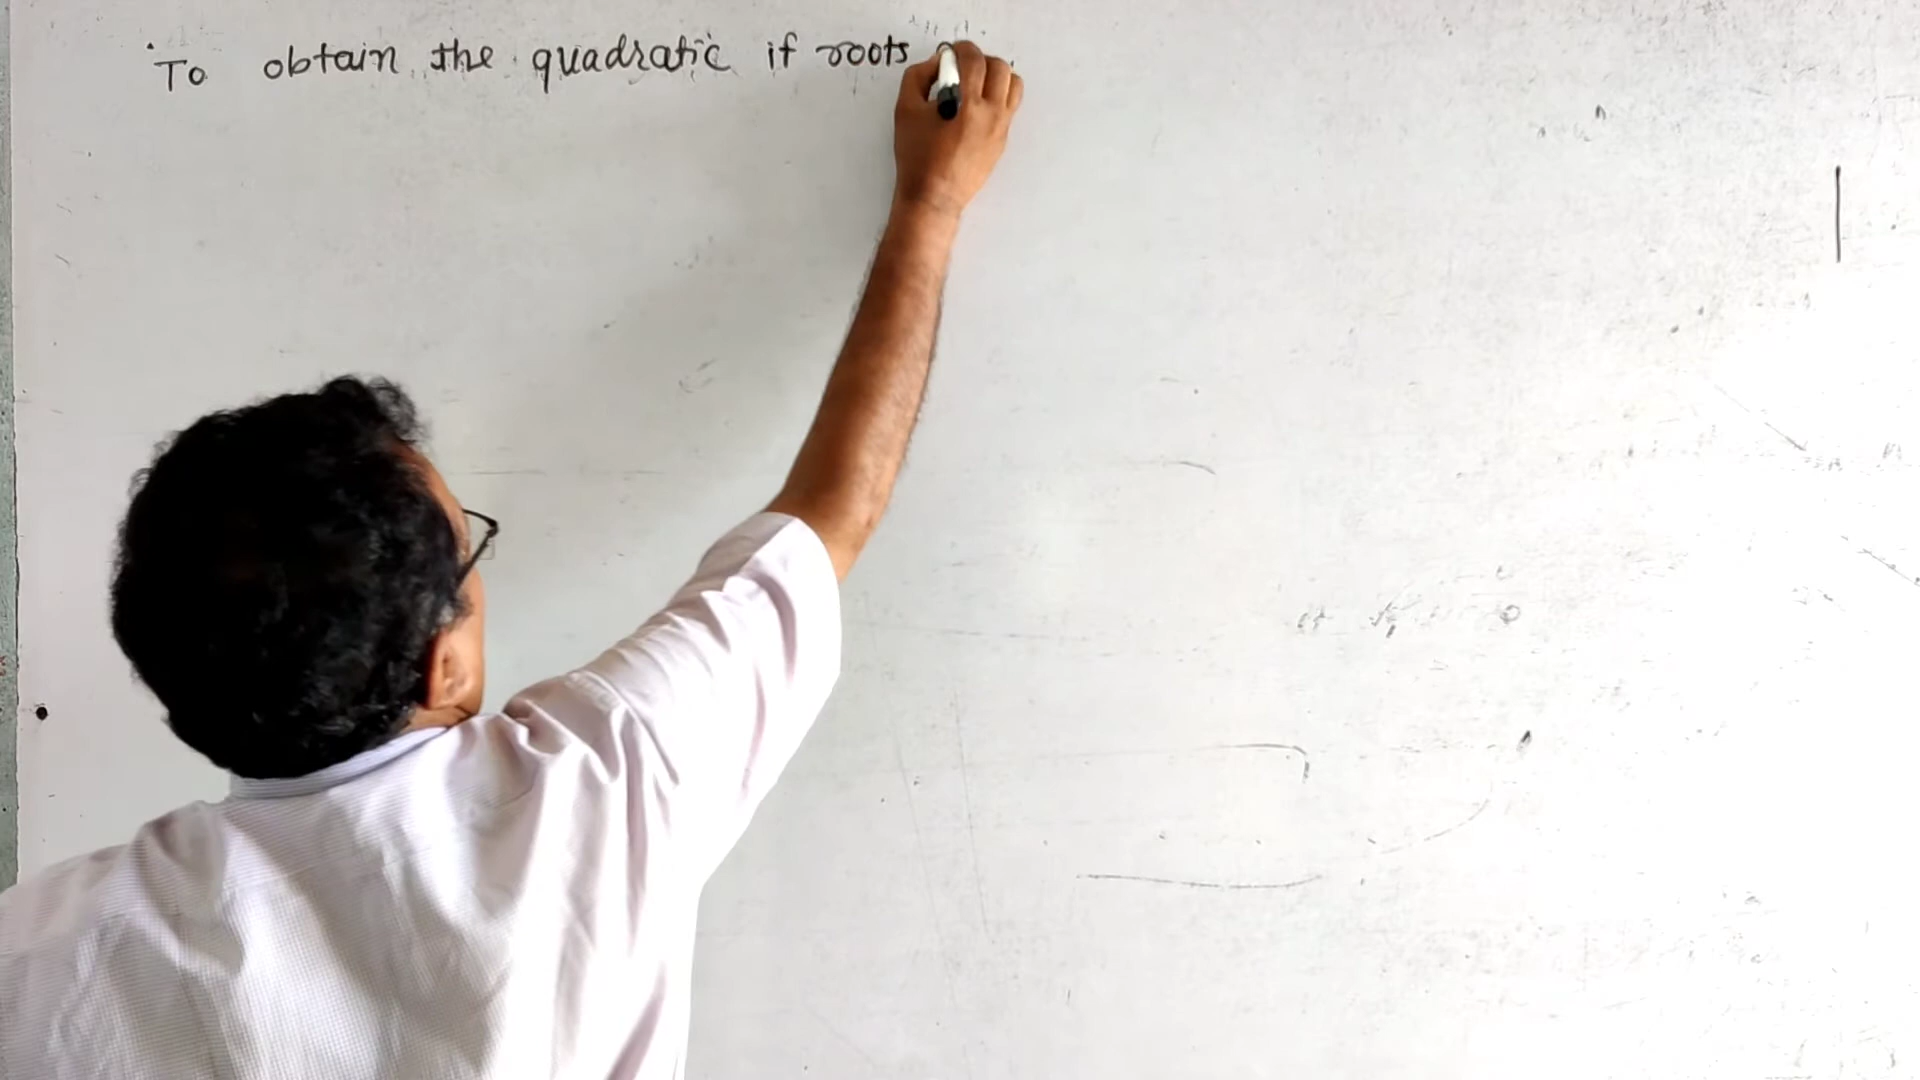 To obtain the quadratic if roots